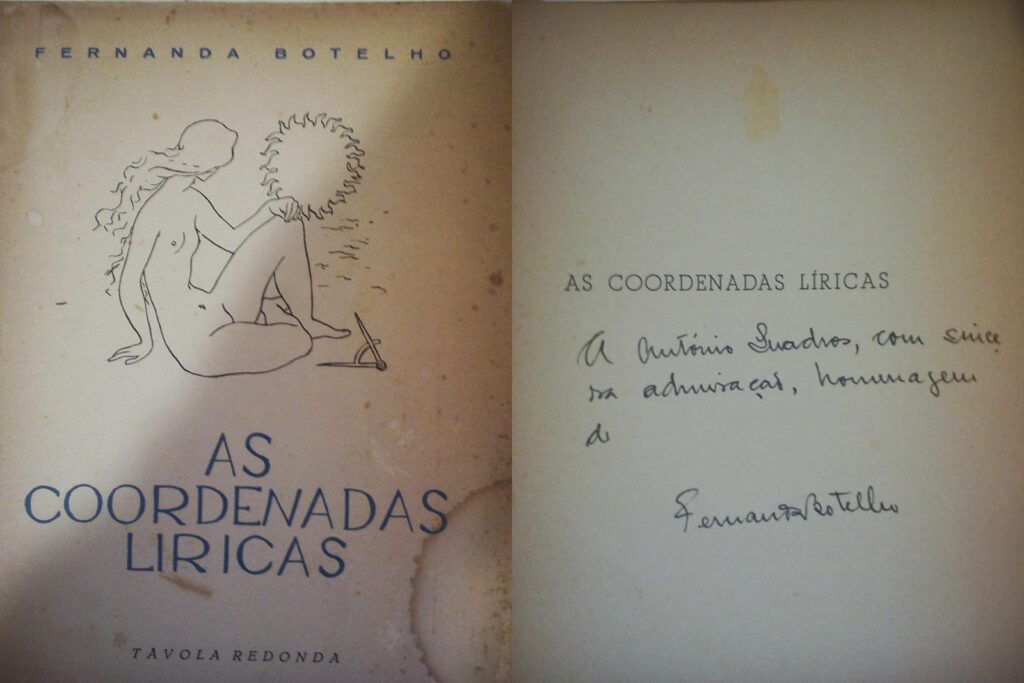 FERNANDA BOTELHO
AS
COORDENADAS
LIRICAS
TÁVOLA REDONDA
AS COORDENADAS LÍRICAS
A António Quadros, com since
ra admiração, homenagem
de
Fernanda Botelho